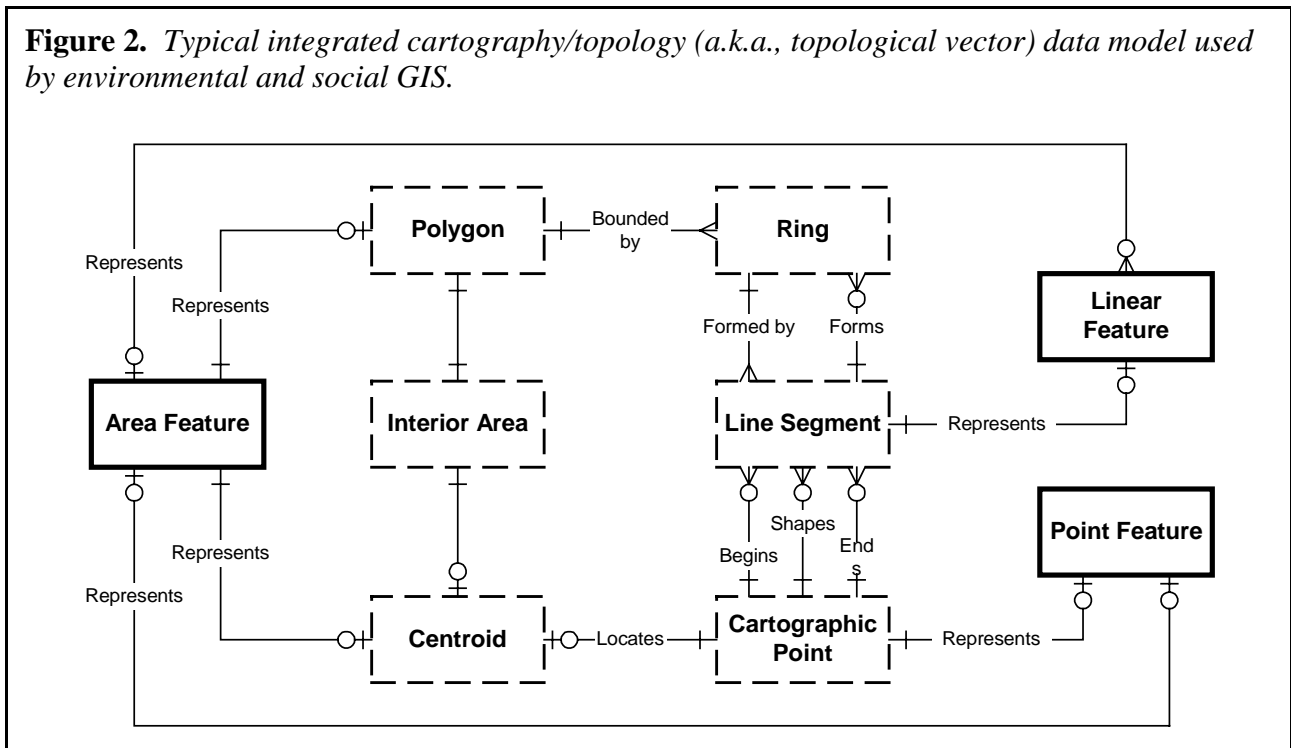 Figure 2. Typical integrated cartography/topology (a.k.a., topological vector) data model used
by environmental and social GIS.
Polygon
Bounded
by
Ring
Represents
Represents
Formed by
Forms
Linear
Feature
Area Feature
Interior Area
Line Segment
Represents
Represents
Represents
Begins
Shapes
End
s
Point Feature
Centroid
Locates
Cartographic
Point
Represents